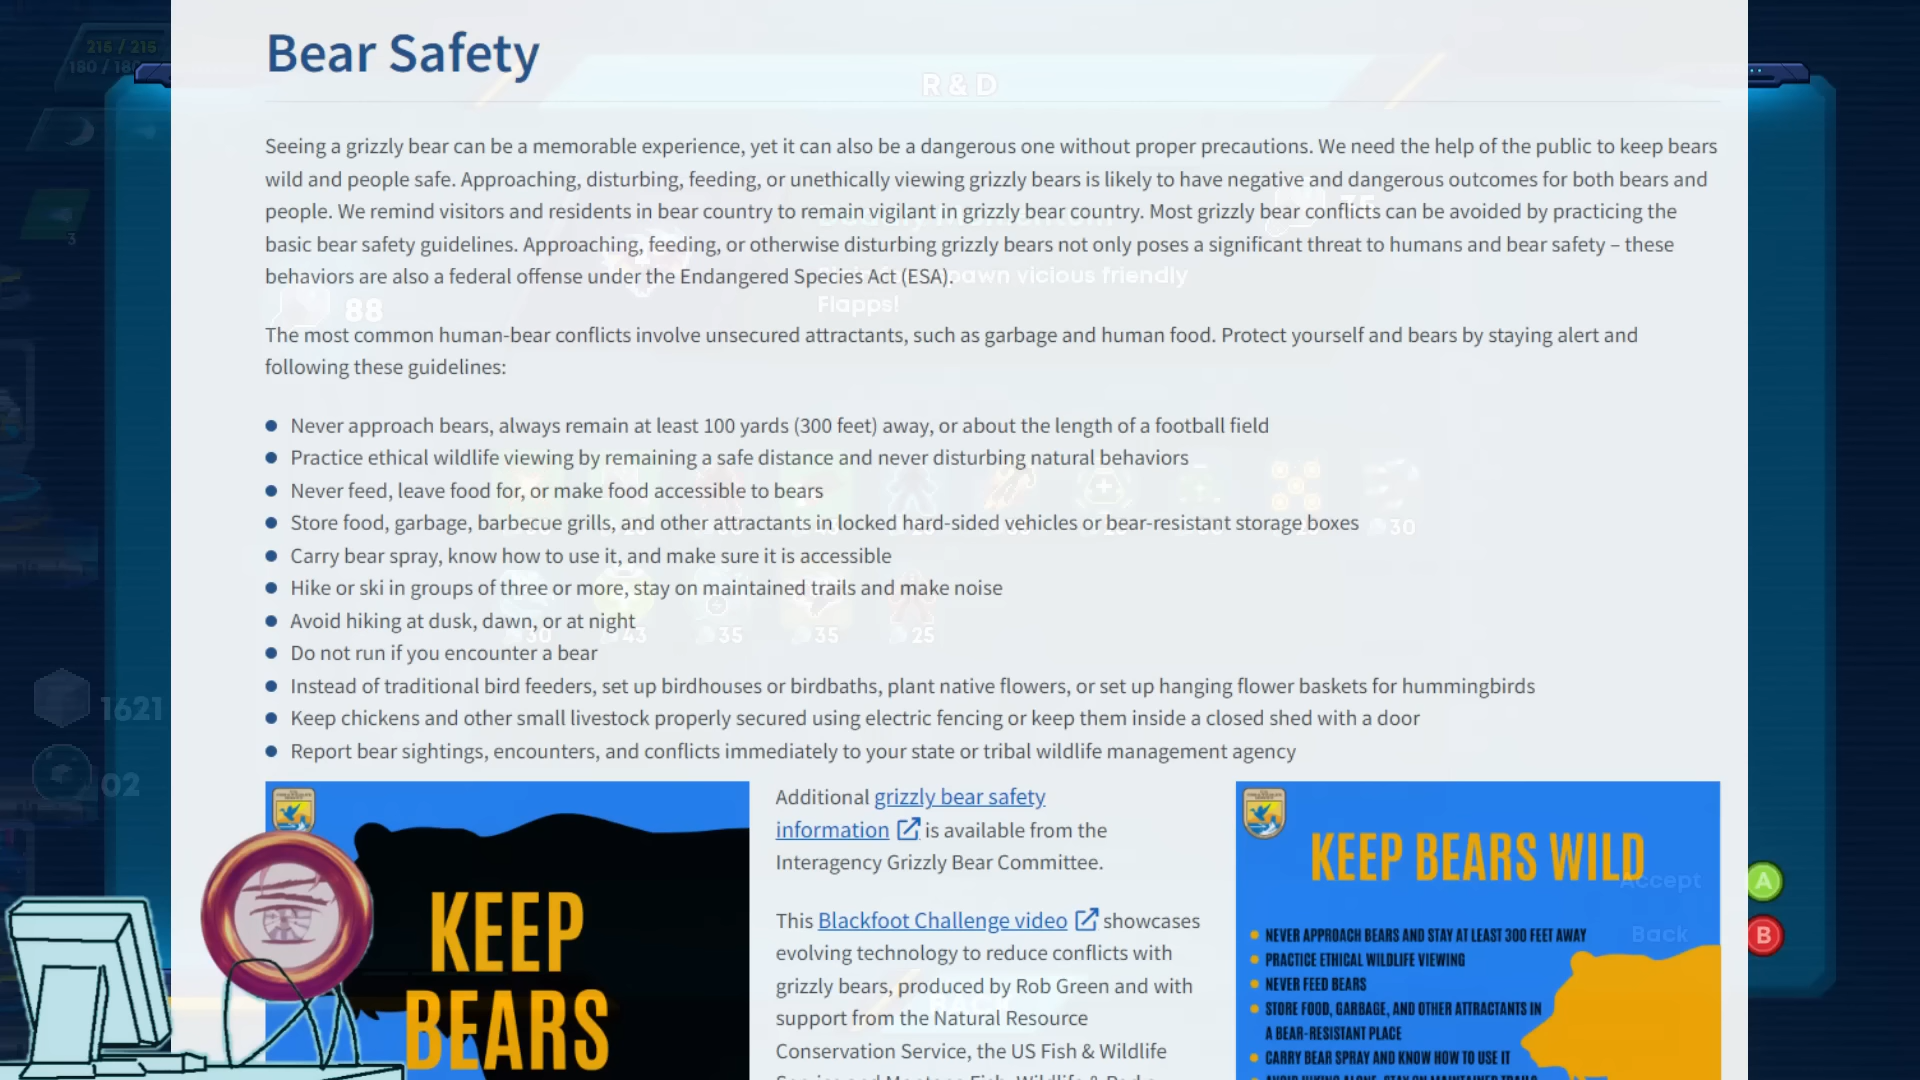 Bear Safety
215 / 215
180 / 180
R & D
Seeing a grizzly bear can be a memorable experience, yet it can also be a dangerous one without proper precautions. We need the help of the public to keep bears
wild and people safe. Approaching, disturbing, feeding, or unethically viewing grizzly bears is likely to have negative and dangerous outcomes for both bears and
people. We remind visitors and residents in bear country to remain vigilant in grizzly bear country. Most grizzly bear conflicts can be avoided by practicing the
basic bear safety guidelines. Approaching, feeding, or otherwise disturbing grizzly bears not only poses a significant threat to humans and bear safety – these
behaviors are also a federal offense under the Endangered Species Act (ESA).
3
spawn vicious friendly
Flapps!
88
The most common human-bear conflicts involve unsecured attractants, such as garbage and human food. Protect yourself and bears by staying alert and
following these guidelines:
Never approach bears, always remain at least 100 yards (300 feet) away, or about the length of a football field
Practice ethical wildlife viewing by remaining a safe distance and never disturbing natural behaviors
Never feed, leave food for, or make food accessible to bears
Store food, garbage, barbecue grills, and other attractants in locked hard-sided vehicles or bear-resistant storage boxes
30
Carry bear spray, know how to use it, and make sure it is accessible
Hike or ski in groups of three or more, stay on maintained trails and make noise
Avoid hiking at dusk, dawn, or at night
30 43 35 35 25
Do not run if you encounter a bear
Instead of traditional bird feeders, set up birdhouses or birdbaths, plant native flowers, or set up hanging flower baskets for hummingbirds
1621
Keep chickens and other small livestock properly secured using electric fencing or keep them inside a closed shed with a door
Report bear sightings, encounters, and conflicts immediately to your state or tribal wildlife management agency
02
KEEP
BEARS
Additional grizzly bear safety
information is available from the
Interagency Grizzly Bear Committee.
This Blackfoot Challenge video showcases
evolving technology to reduce conflicts with
grizzly bears, produced by Rob Green and with
support from the Natural Resource
Conservation Service, the US Fish & Wildlife
KEEP BEARS WILD
NEVER APPROACH BEARS AND STAY AT LEAST 300 FEET AWAY
PRACTICE ETHICAL WILDLIFE VIEWING
NEVER FEED BEARS
STORE FOOD, GARBAGE, AND OTHER ATTRACTANTS IN
A BEAR-RESISTANT PLACE
CARRY BEAR SPRAY AND KNOW HOW TO USE IT
Accept A
Back B
BACK